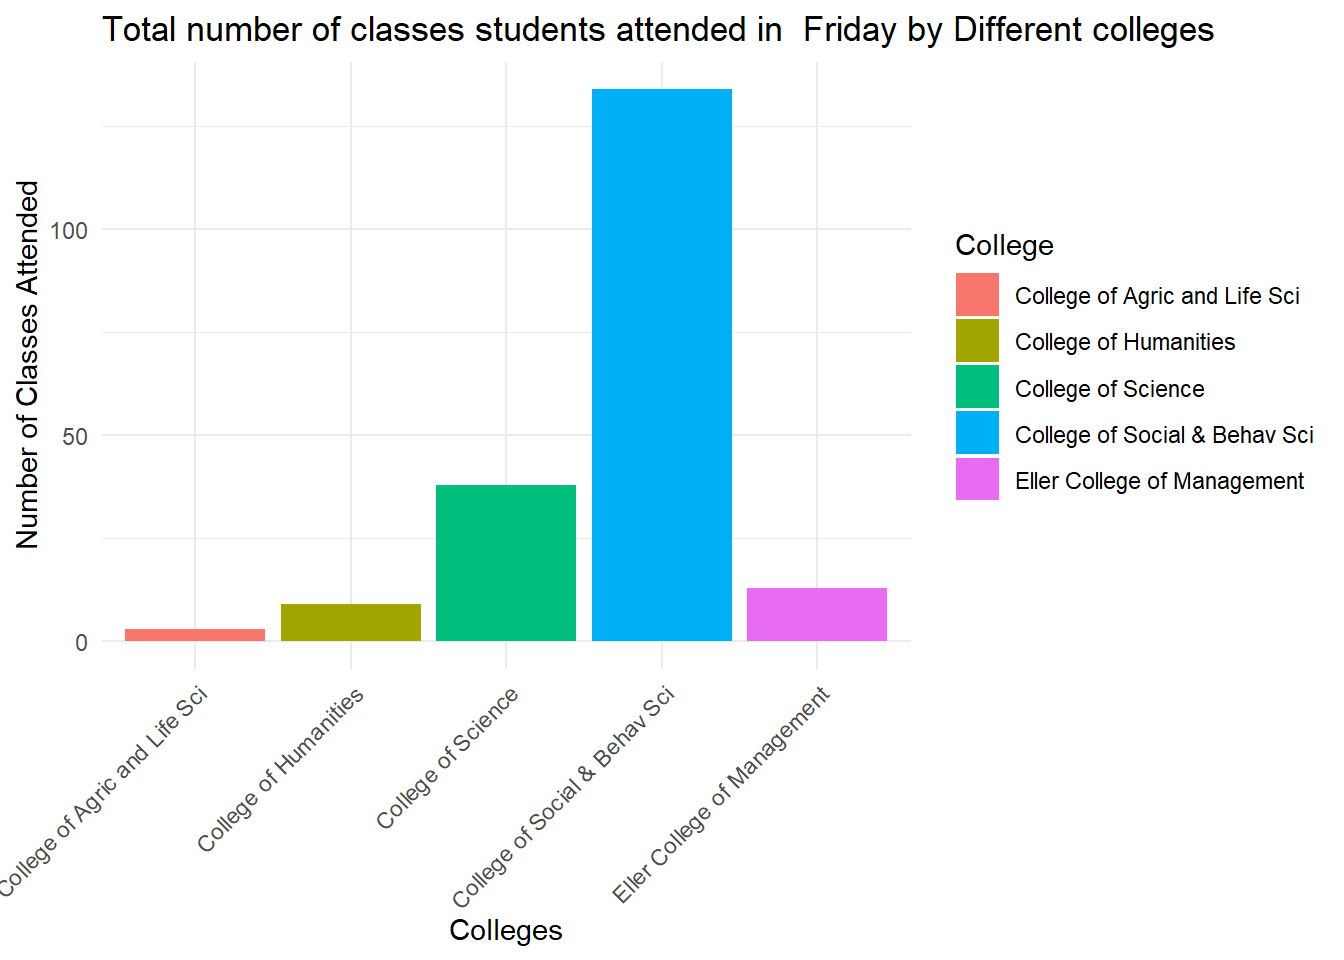 Total number of classes students attended in  Friday by Different colleges
Number of Classes Attended
100
50
0
College of Agric and Life Sci
College of Humanities
College of Science
College of Social & Behav Sci
Eller College of Management
Colleges
College
College of Agric and Life Sci
College of Humanities
College of Science
College of Social & Behav Sci
Eller College of Management